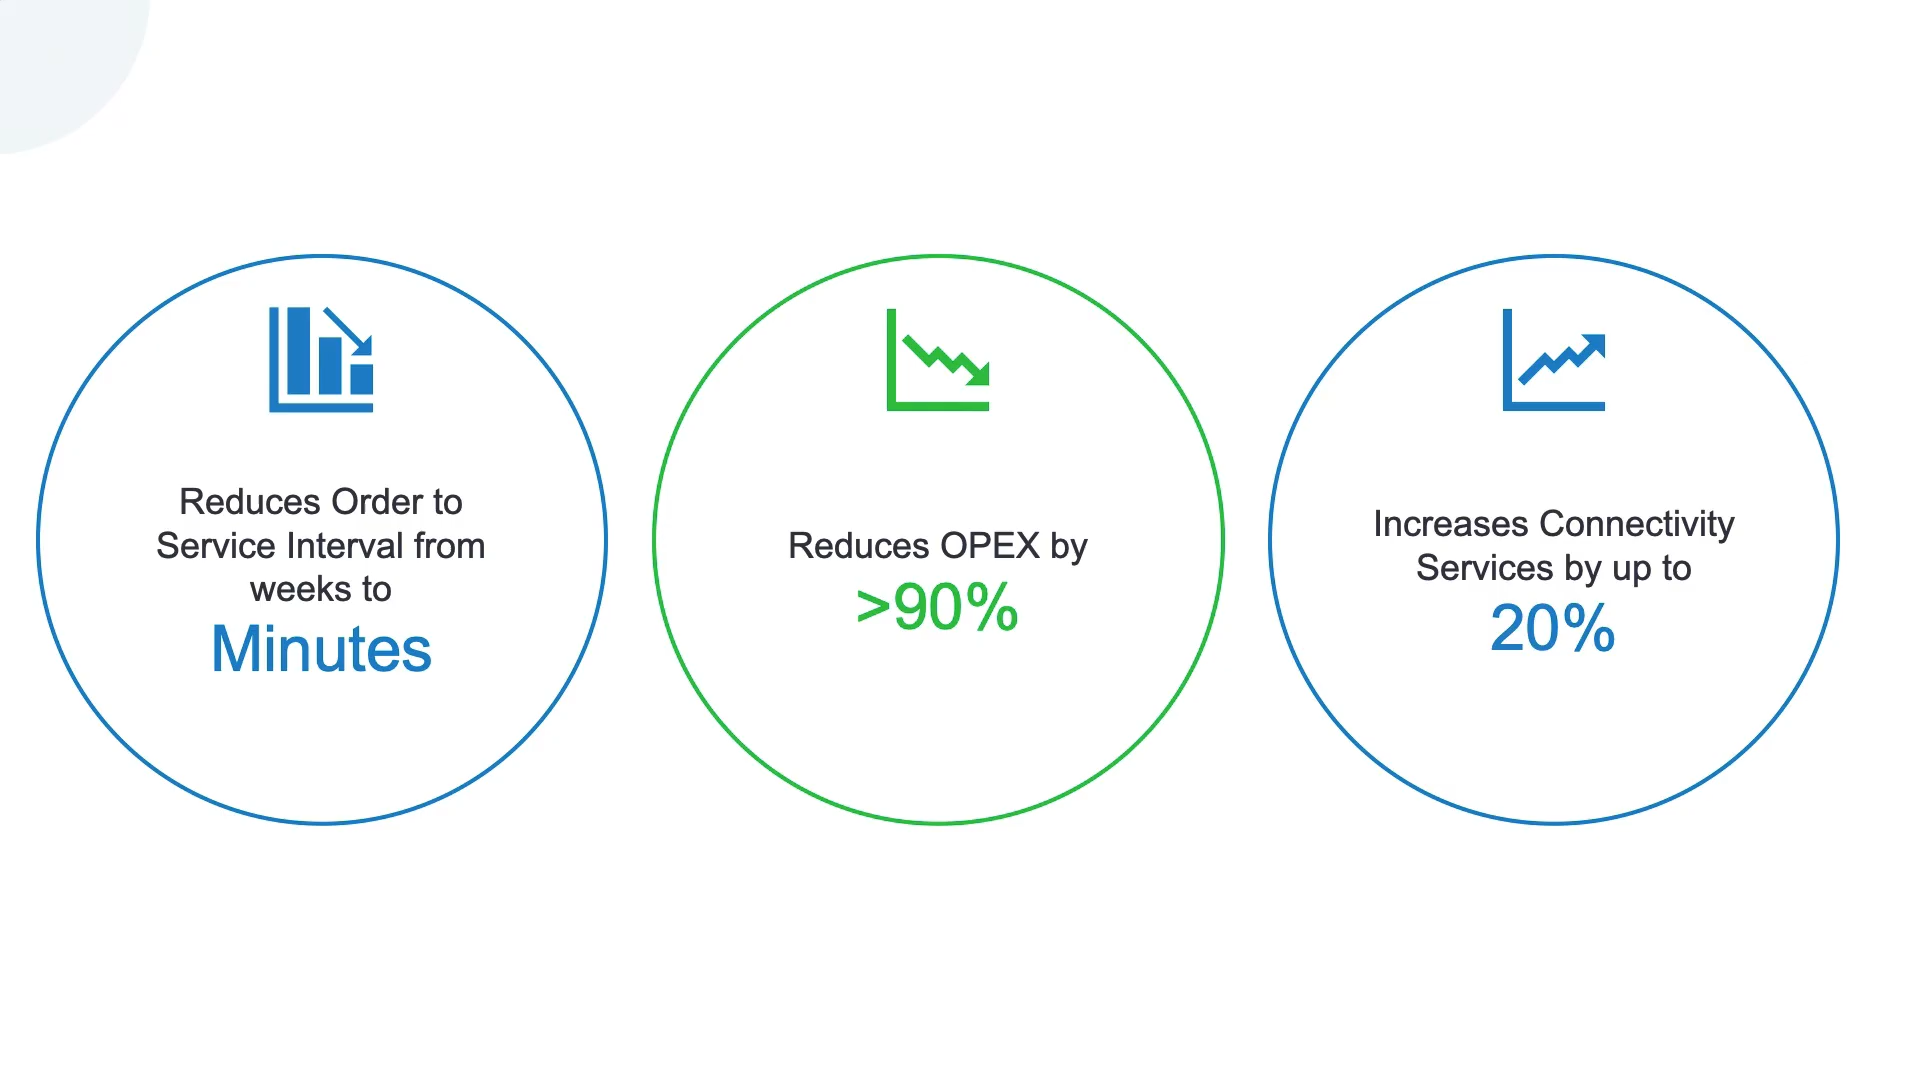 Reduces Order to
Service Interval from
weeks to
Minutes
Reduces OPEX by
>90%
Increases Connectivity
Services by up to
20%